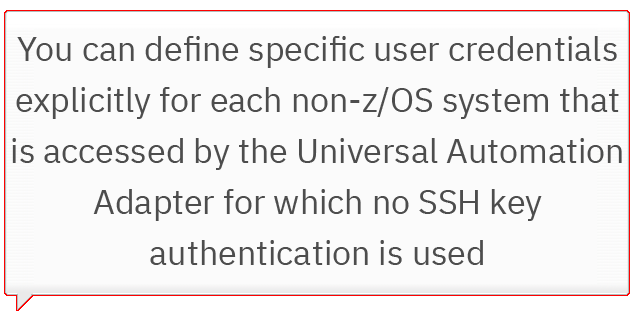 You can define specific user credentials
explicitly for each non-z/OS system that
is accessed by the Universal Automation
Adapter for which no SSH key
authentication is used